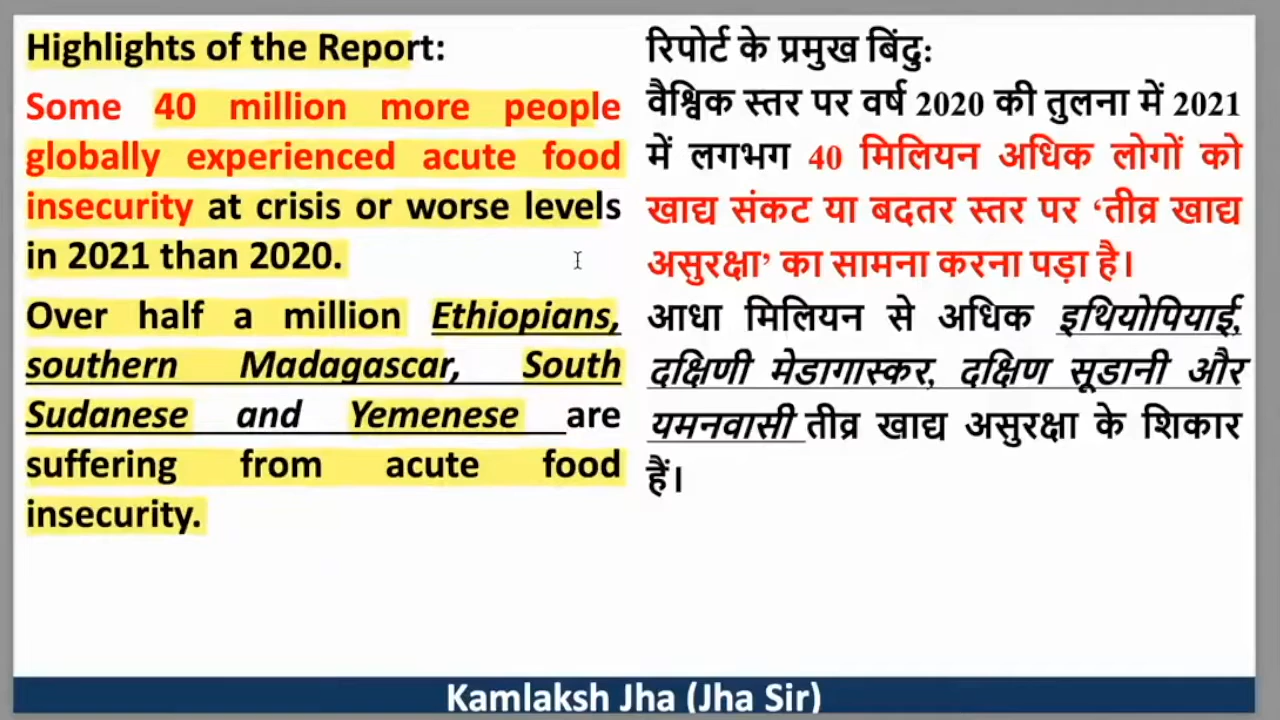 Highlights of the Report:
Some 40 million more people
globally experienced acute food
insecurity at crisis or worse levels
in 2021 than 2020.
Over half a million Ethiopians,
southern Madagascar, South
Sudanese and Yemenese are
suffering from acute food
insecurity.
रिपोर्ट के प्रमुख बिंदु:
वैश्विक स्तर पर वर्ष 2020 की तुलना में 2021
में लगभग 40 मिलियन अधिक लोगों को
खाद्य संकट या बदतर स्तर पर ‘तीव्र खाद्य
असुरक्षा’ का सामना करना पड़ा है।
आधा मिलियन से अधिक इथियोपियाई,
दक्षिणी मेडागास्कर, दक्षिण सूडानी और
यमनवासी तीव्र खाद्य असुरक्षा के शिकार
हैं।
Kamlaksh Jha (Jha Sir)